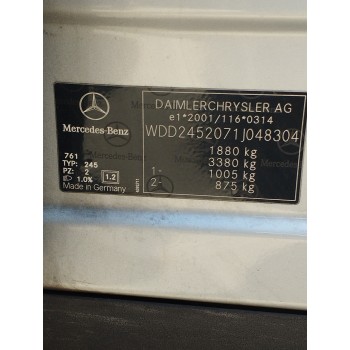 DAIMLERCHRYSLER AG
e1*2001/116*0314
WDD2452071J048304
1880 kg
3380 kg
1- 1005 kg
2- 875 kg
Mercedes-Benz
761
TYP: 245
PZ: 2
1.0% 1.2
Made in Germany